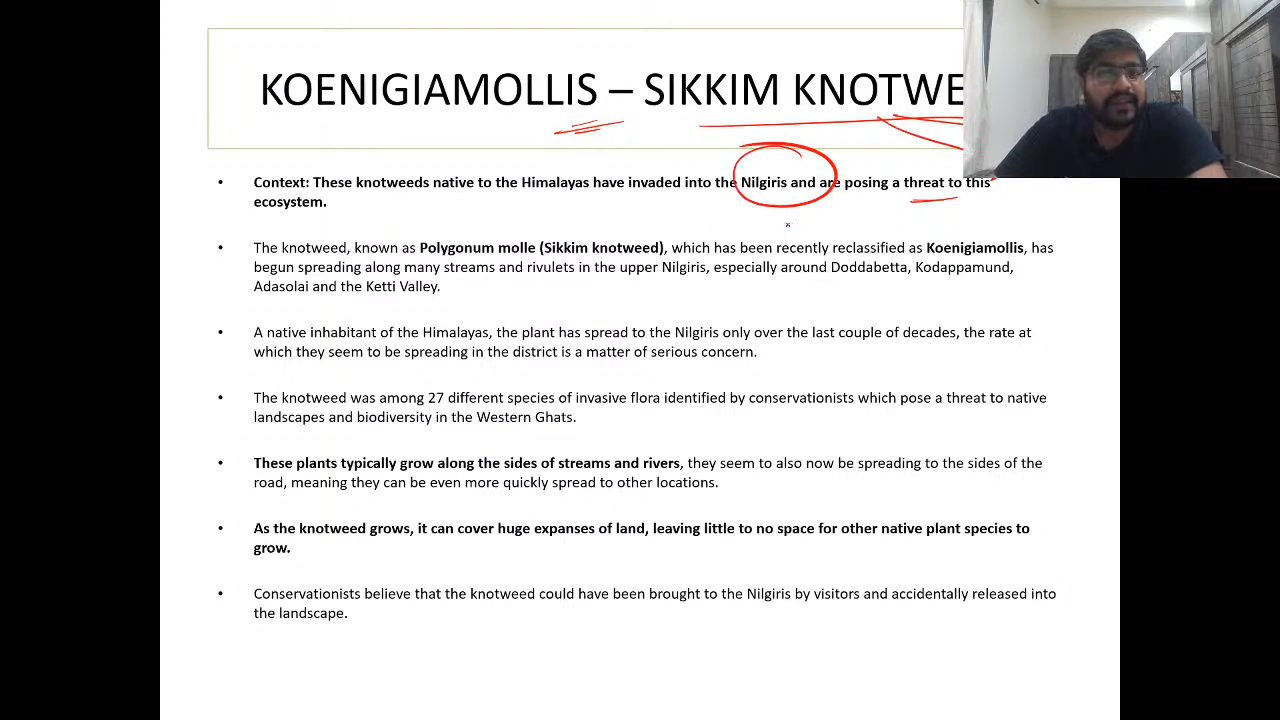 KOENIGIAMOLLIS – SIKKIM KNOTWE
• Context: These knotweeds native to the Himalayas have invaded into the Nilgiris and are posing a threat to this
ecosystem.
• The knotweed, known as Polygonum molle (Sikkim knotweed), which has been recently reclassified as Koenigiamollis, has
begun spreading along many streams and rivulets in the upper Nilgiris, especially around Doddabetta, Kodappamund,
Adasolai and the Ketti Valley.
• A native inhabitant of the Himalayas, the plant has spread to the Nilgiris only over the last couple of decades, the rate at
which they seem to be spreading in the district is a matter of serious concern.
• The knotweed was among 27 different species of invasive flora identified by conservationists which pose a threat to native
landscapes and biodiversity in the Western Ghats.
• These plants typically grow along the sides of streams and rivers, they seem to also now be spreading to the sides of the
road, meaning they can be even more quickly spread to other locations.
• As the knotweed grows, it can cover huge expanses of land, leaving little to no space for other native plant species to
grow.
• Conservationists believe that the knotweed could have been brought to the Nilgiris by visitors and accidentally released into
the landscape.